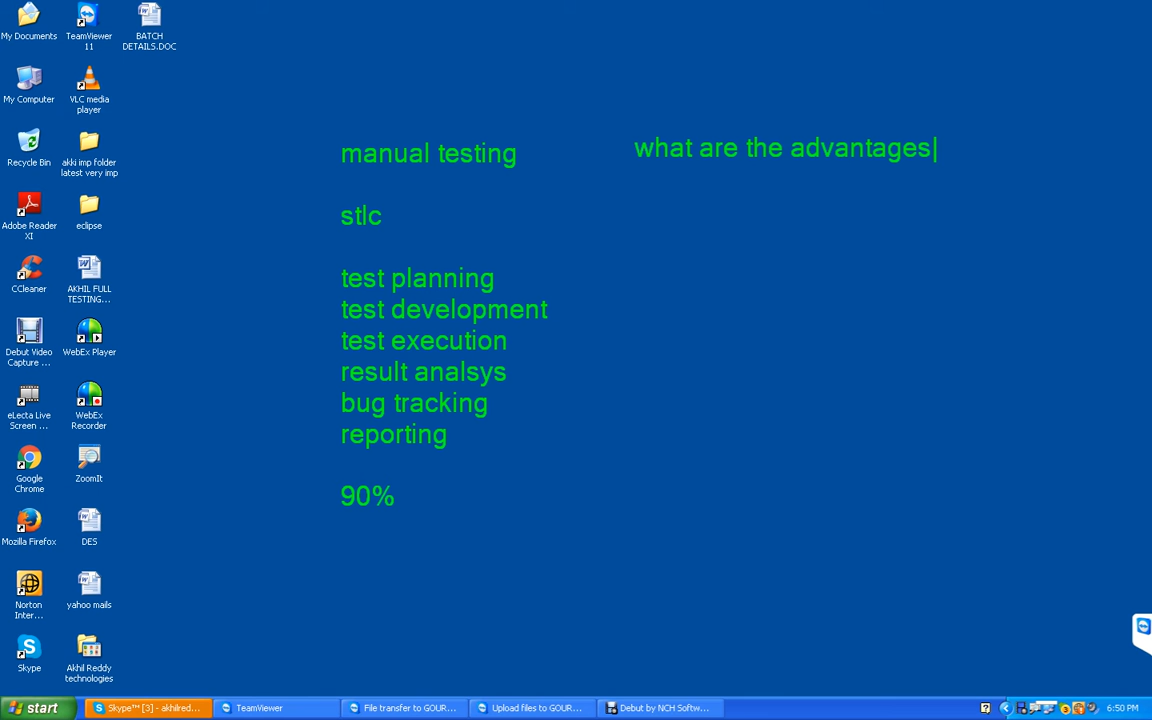 My Documents
TeamViewer
11
BATCH
DETAILS.DOC
My Computer
VLC media
player
Recycle Bin
akki imp folder
latest very imp
Adobe Reader
XI
eclipse
CCleaner
AKHIL FULL
TESTING...
Debut Video
Capture ...
WebEx Player
eLecta Live
Screen ...
WebEx
Recorder
Google
Chrome
ZoomIt
Mozilla Firefox
DES
Norton
Inter...
yahoo mails
Skype
Akhil Reddy
technologies
manual testing
stlc
test planning
test development
test execution
result analsys
bug tracking
reporting
90%
what are the advantages
start
Skype™ [3] - akhilred...
TeamViewer
File transfer to GOUR...
Upload files to GOUR...
Debut by NCH Softw...
6:50 PM